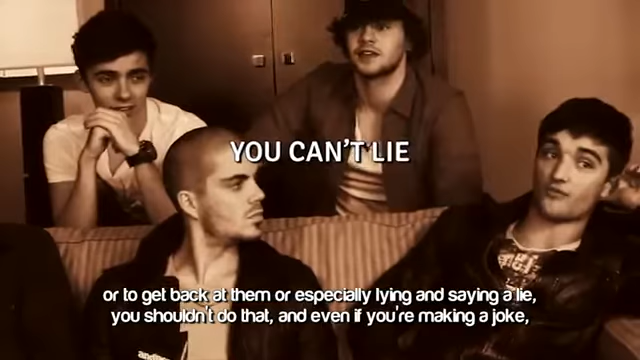 YOU CAN'T LIE
or to get back at them or especially lying and saying a lie,
you shouldn't do that, and even if you're making a joke,